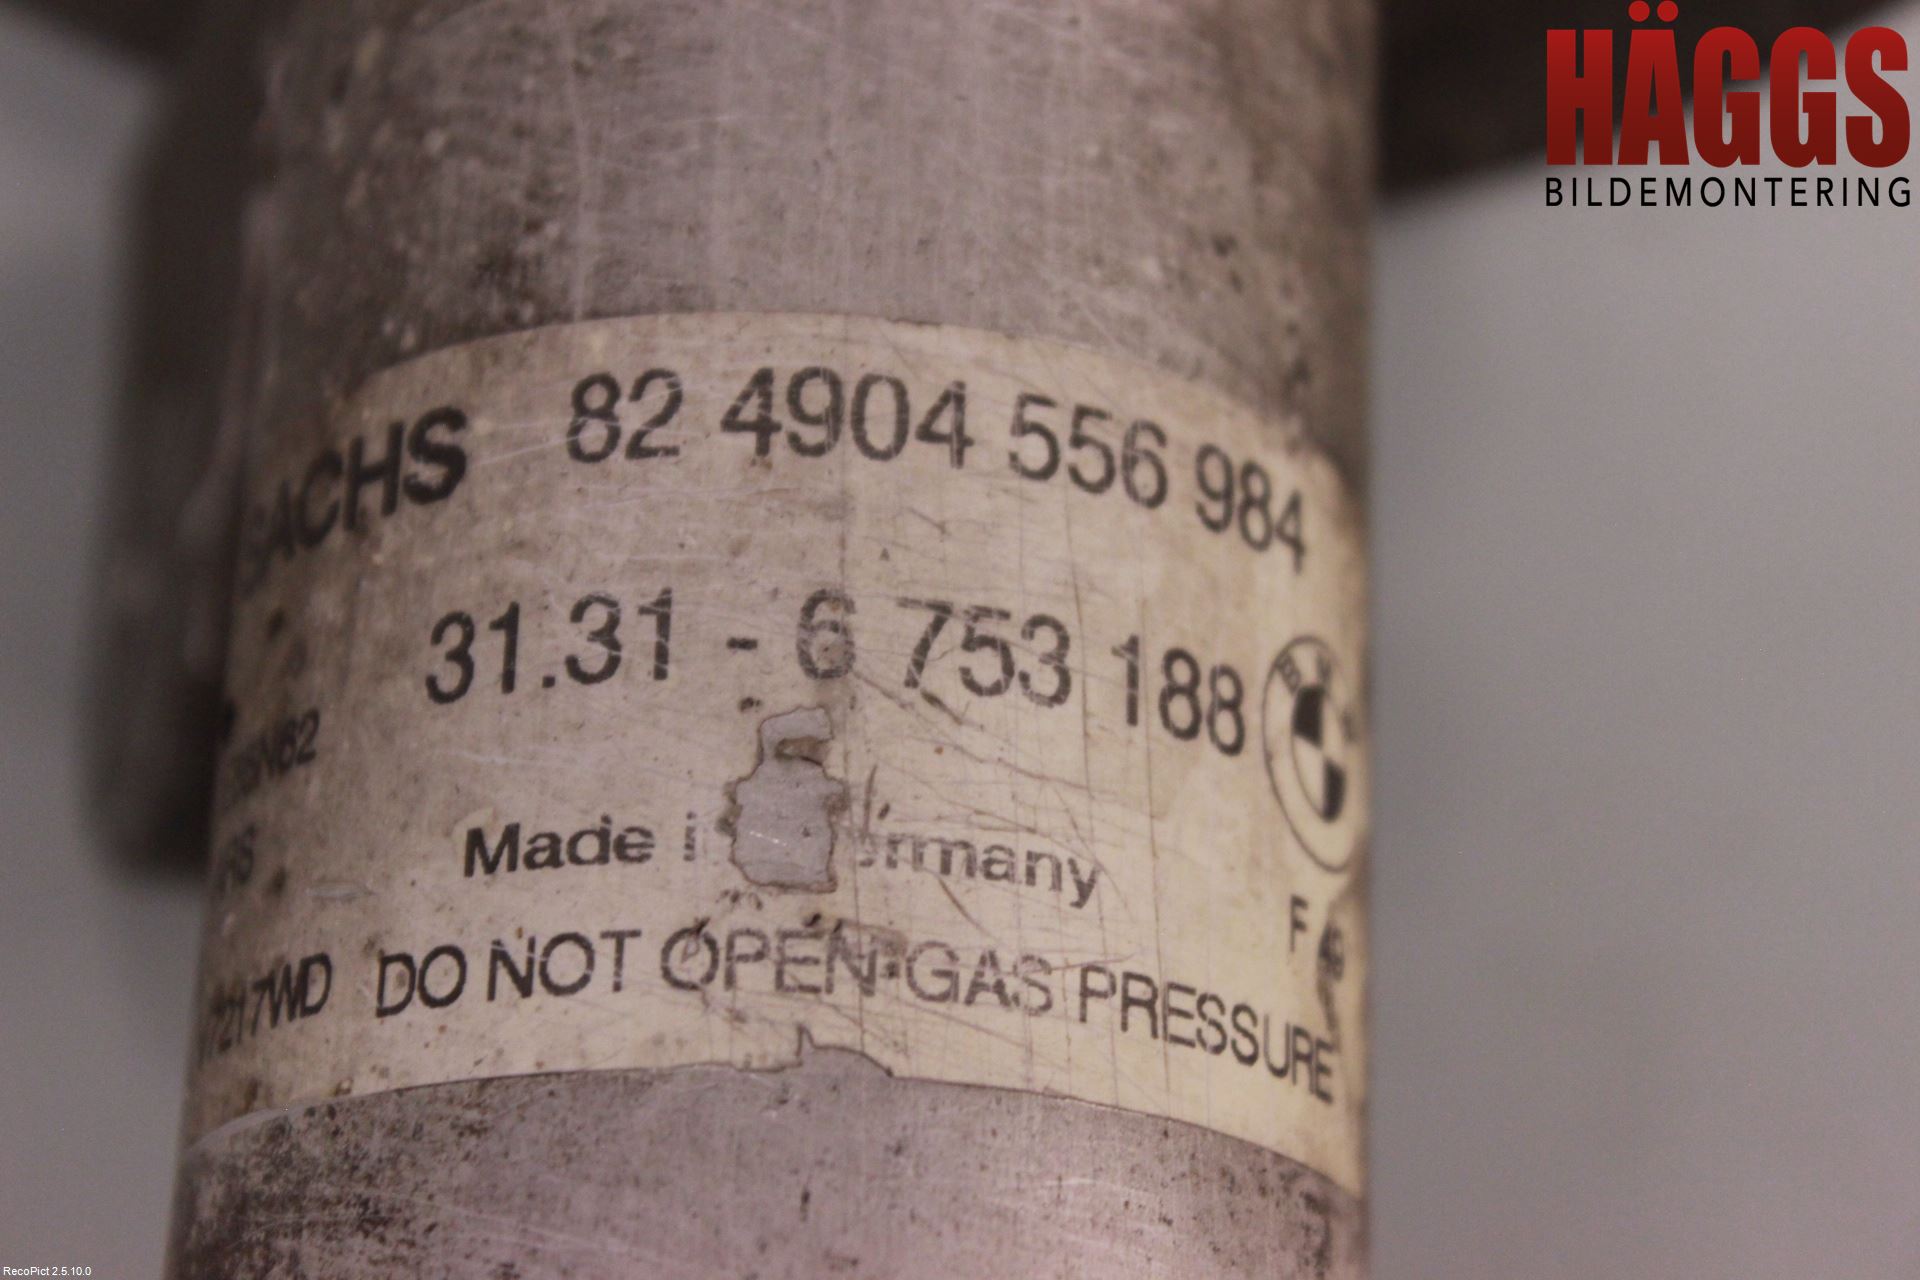 HÄGGS
BILDEMONTERING
SACHS 82 4904 556 984
31.31 - 6 753 188
Made Germany
DO NOT OPEN-GAS PRESSURE
RecoPict 2.5.10.0